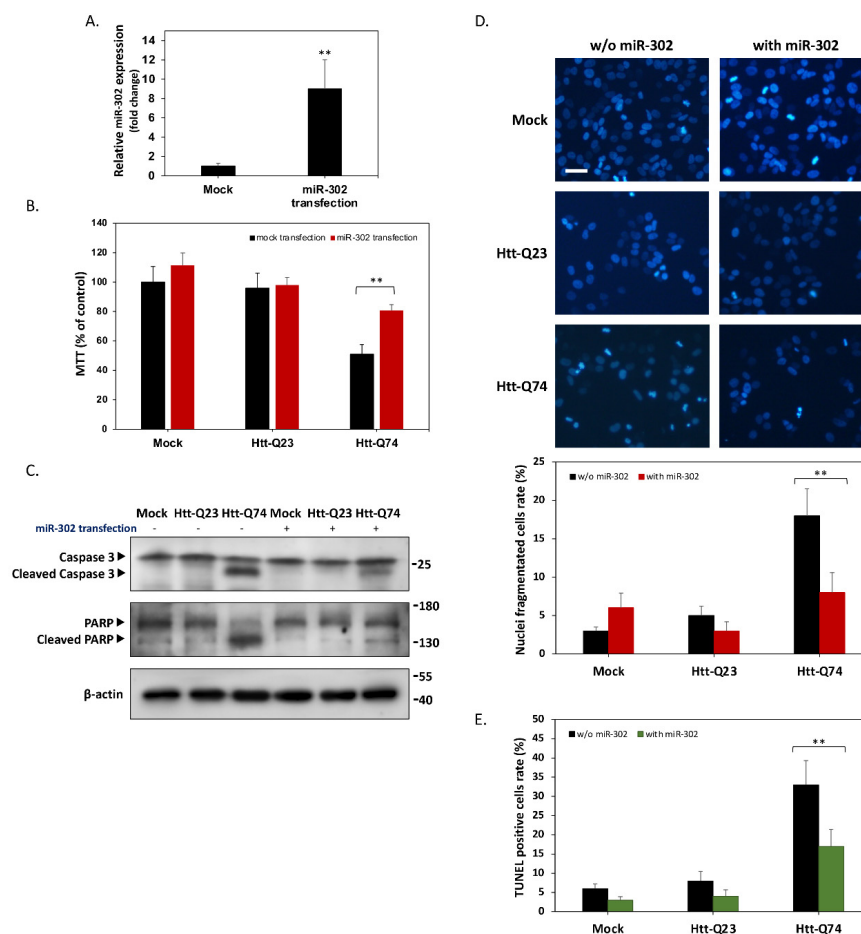 A.
Relative miR-302 expression
(fold change)
14
12
10
8
6
4
2
0
**
Mock
miR-302
transfection
B.
MTT (% of control)
140
120
100
80
60
40
20
0
mock transfection
miR-302 transfection
**
Mock
Htt-Q23
Htt-Q74
C.
Mock Htt-Q23 Htt-Q74 Mock Htt-Q23 Htt-Q74
miR-302 transfection - - - + + +
Caspase 3
Cleaved Caspase 3
-25
PARP
Cleaved PARP
-180
-130
β-actin
-55
-40
D.
w/o miR-302
with miR-302
Mock
Htt-Q23
Htt-Q74
Nuclei fragmentated cells rate (%)
25
20
15
10
5
0
w/o miR-302
with miR-302
**
Mock
Htt-Q23
Htt-Q74
E.
TUNEL positive cells rate (%)
50
45
40
35
30
25
20
15
10
5
0
w/o miR-302
with miR-302
**
Mock
Htt-Q23
Htt-Q74